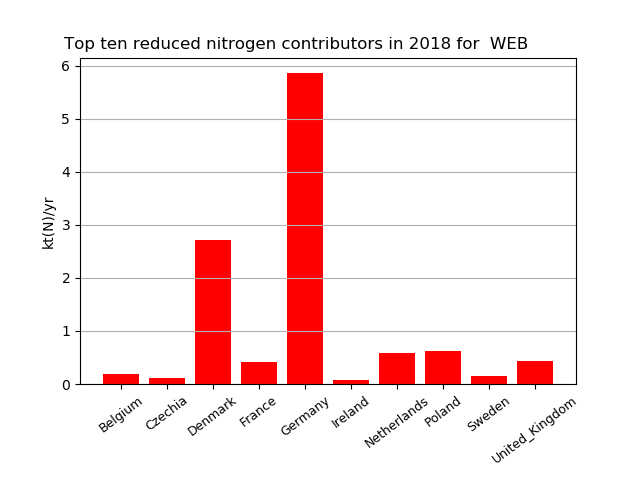 Top ten reduced nitrogen contributors in 2018 for  WEB
kt(N)/yr
6
5
4
3
2
1
0
Belgium
Czechia
Denmark
France
Germany
Ireland
Netherlands
Poland
Sweden
United_Kingdom